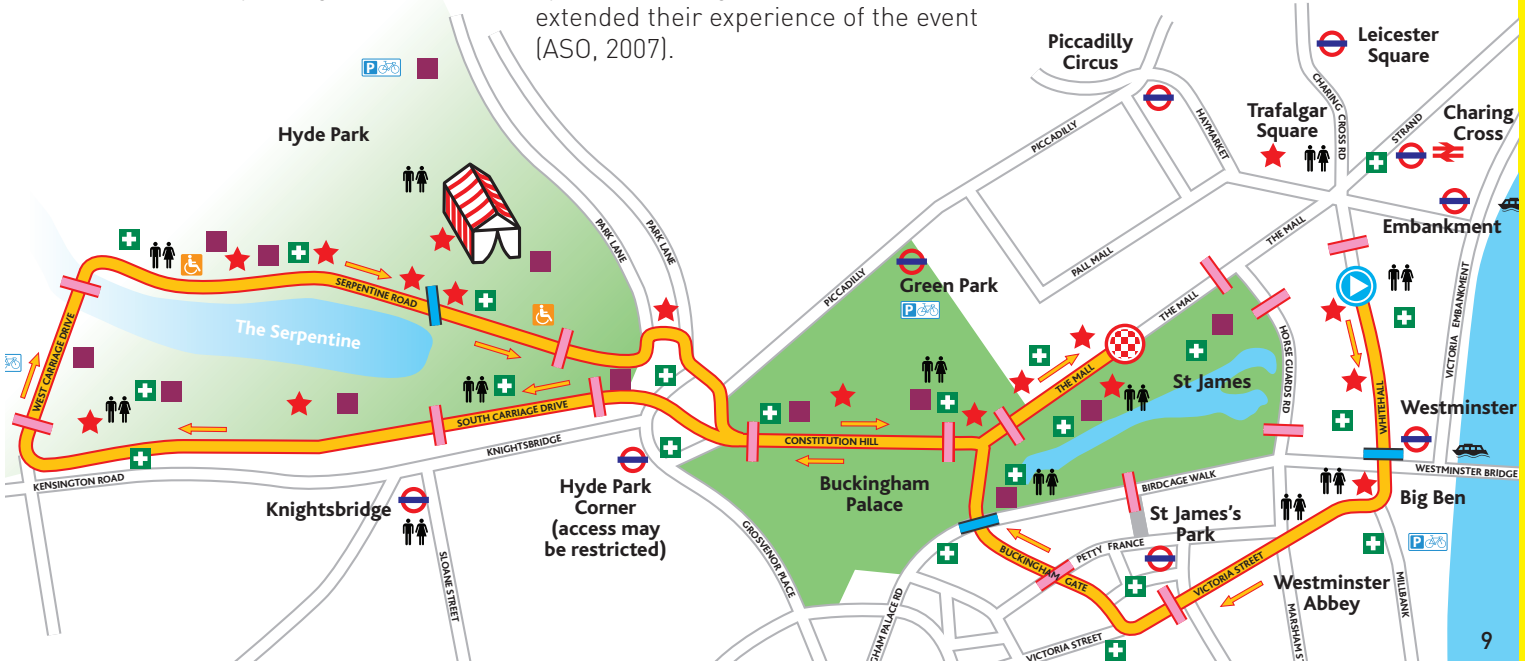 extended their experience of the event
(ASO, 2007).
Piccadilly
Circus
Leicester
Square
P
Hyde Park
Trafalgar
Square
Charing
Cross
CHARING CROSS RD
STRAND
HAYMARKET
PICCADILLY
Embankment
PARK LANE
PARK LANE
THE MALL
PALL MALL
PICCADILLY
Green Park
P
SERPENTINE ROAD
The Serpentine
WEST CARRIAGE DRIVE
THE MALL
THE MALL
HORSE GUARDS RD
VICTORIA EMBANKMENT
St James
WHITEHALL
Westminster
SOUTH CARRIAGE DRIVE
CONSTITUTION HILL
KNIGHTSBRIDGE
KENSINGTON ROAD
WESTMINSTER BRIDGE
BIRDCAGE WALK
Big Ben
Knightsbridge
Hyde Park
Corner
(access may
be restricted)
Buckingham
Palace
St James's
Park
P
GROSVENOR PLACE
SLOANE STREET
PETTY FRANCE
BUCKINGHAM GATE
VICTORIA STREET
Westminster
Abbey
MILLBANK
GHAM PALACE RD
VICTORIA STREET
MARSHAM S
9